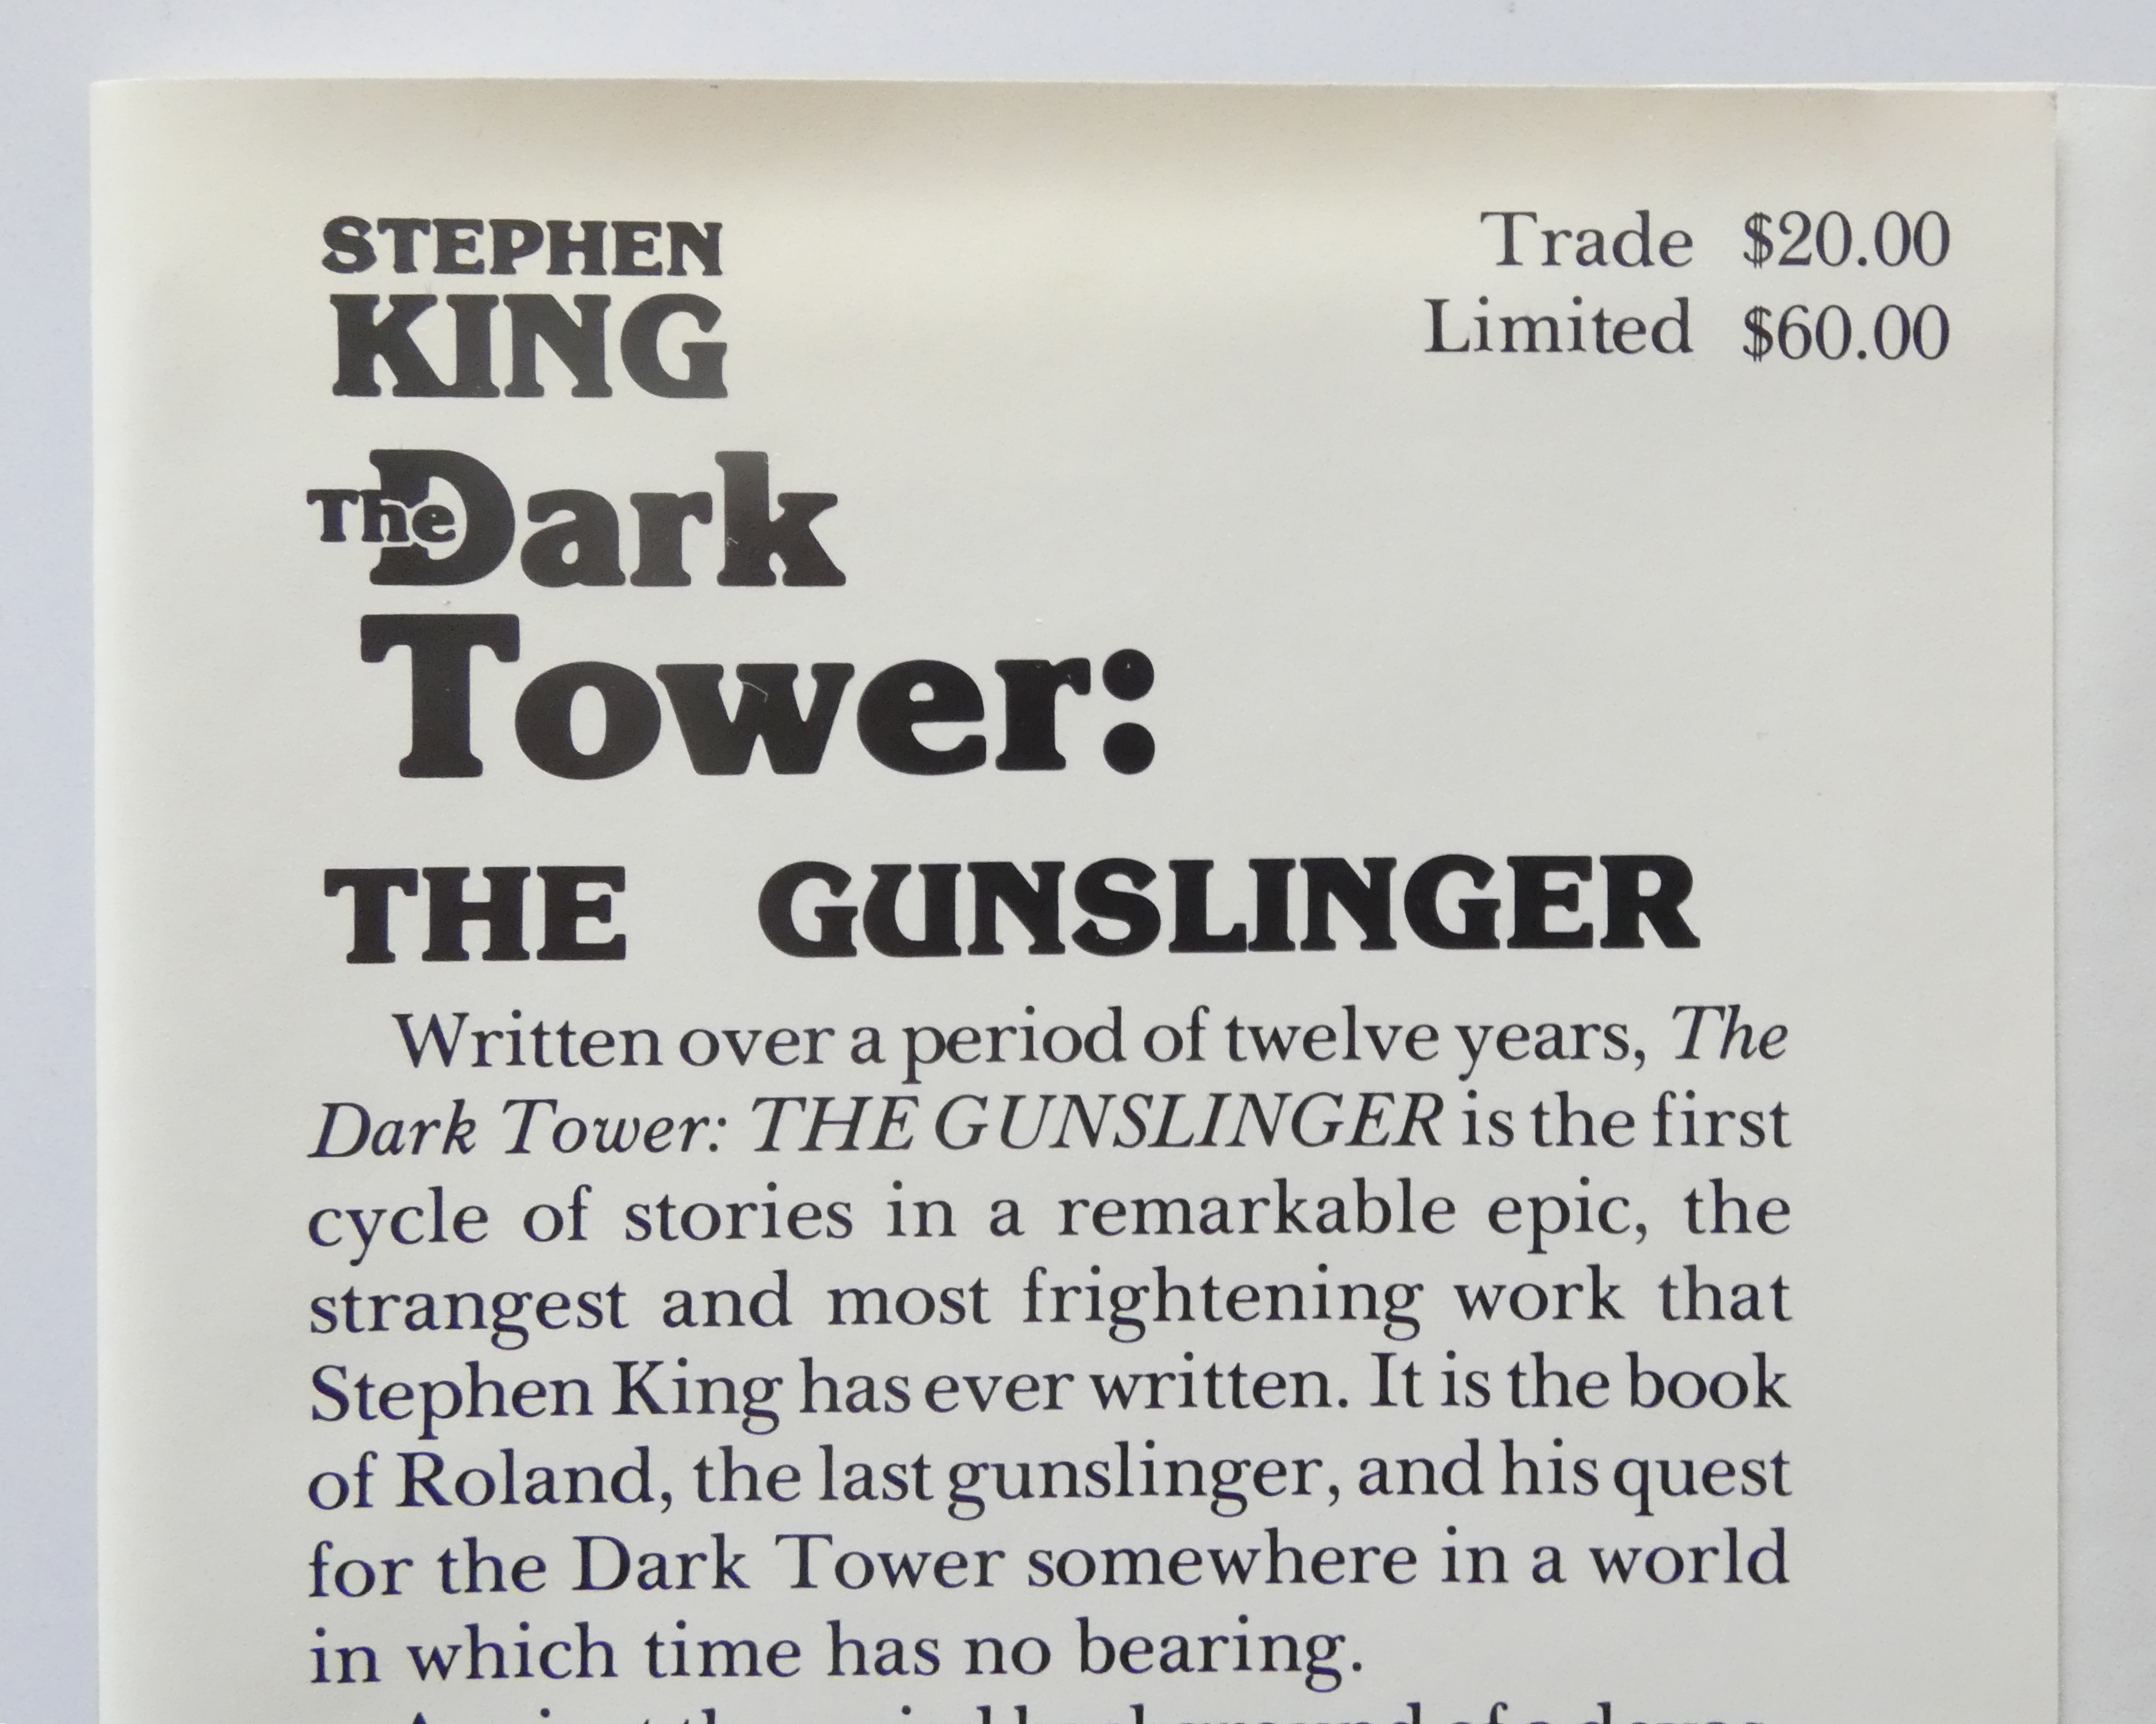 STEPHEN
KING
The Dark
Tower:
THE GUNSLINGER
Trade $20.00
Limited $60.00
Written over a period of twelve years, The
Dark Tower: THE GUNSLINGER is the first
cycle of stories in a remarkable epic, the
strangest and most frightening work that
Stephen King has ever written. It is the book
of Roland, the last gunslinger, and his quest
for the Dark Tower somewhere in a world
in which time has no bearing.